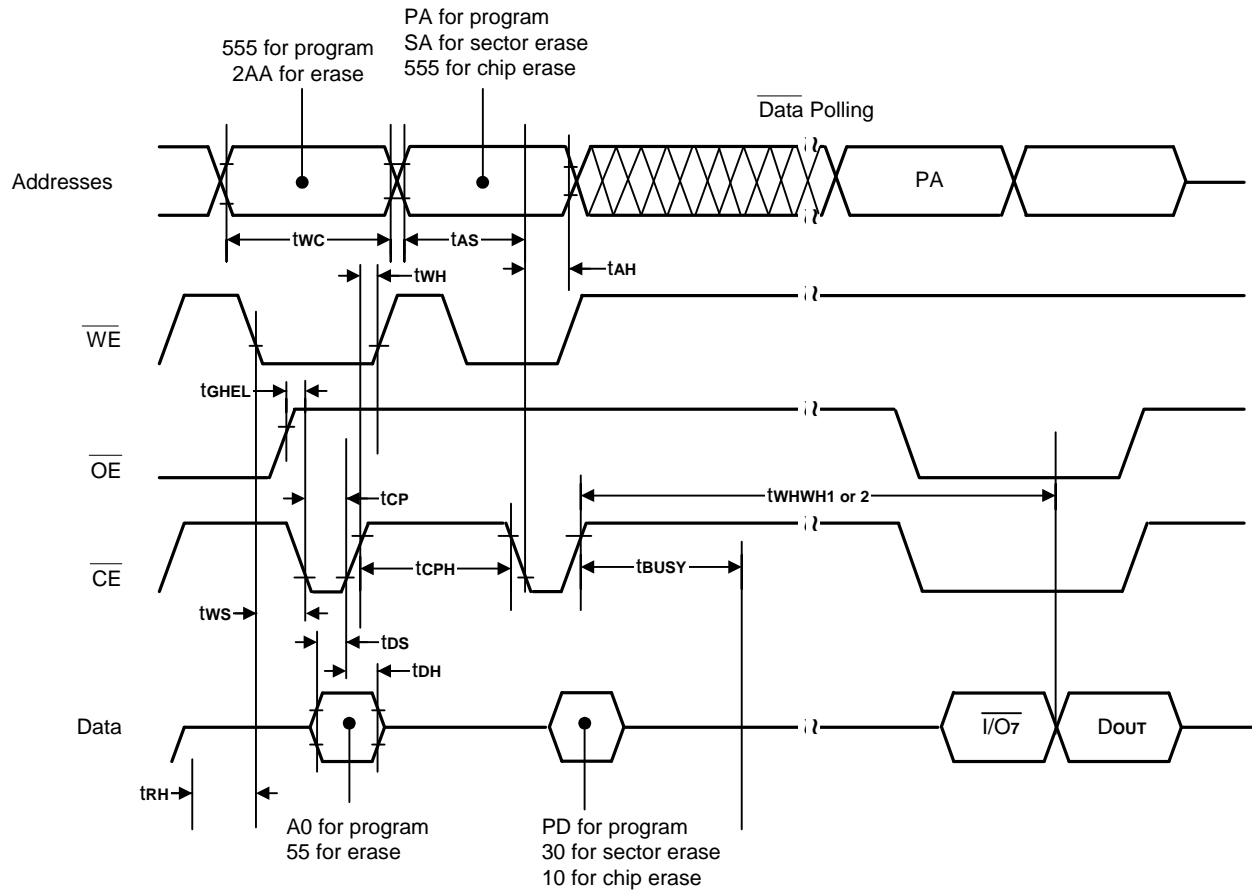 PA for program
SA for sector erase
555 for chip erase
555 for program
2AA for erase
Data Polling
Addresses
PA
tWC
tAS
tWH
tAH
WE
tGHEL
OE
tCP
tWHWH1 or 2
CE
tCPH
tBUSY
tWS
tDS
tDH
Data
I/O7
DOUT
tRH
A0 for program
55 for erase
PD for program
30 for sector erase
10 for chip erase